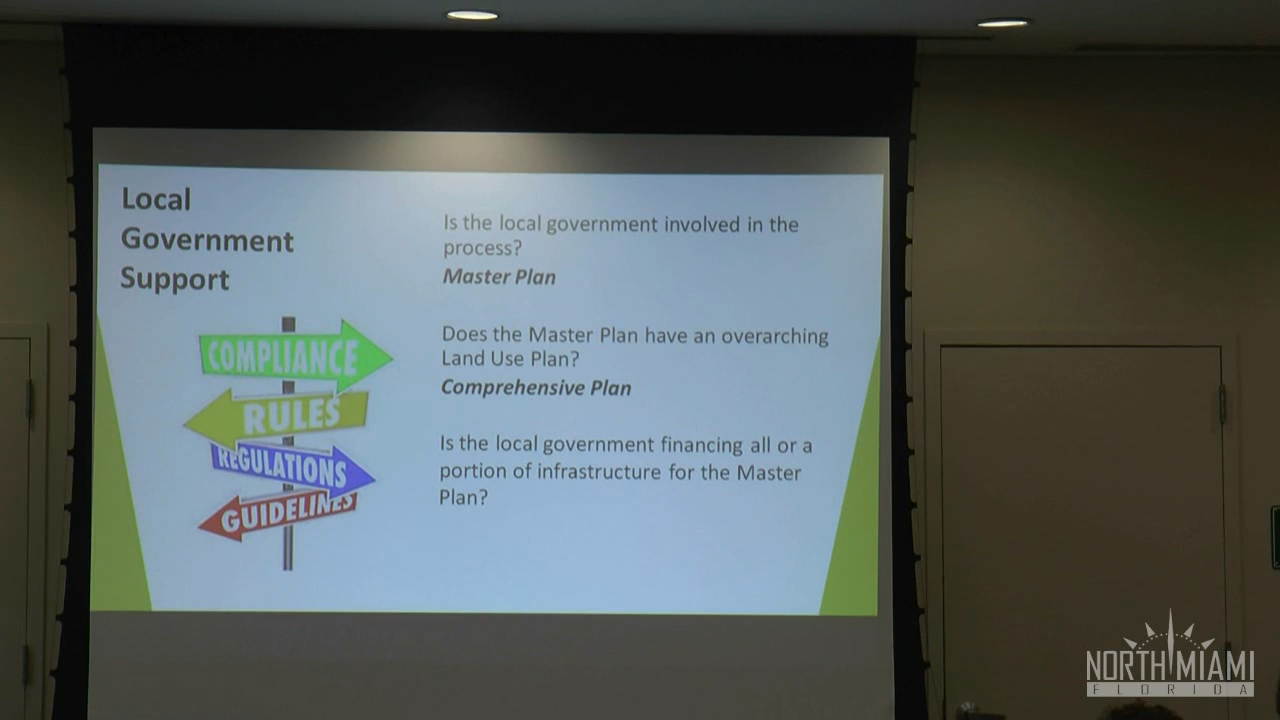 Local
Government
Support
COMPLIANCE
RULES
REGULATIONS
GUIDELINES
Is the local government involved in the
process?
Master Plan
Does the Master Plan have an overarching
Land Use Plan?
Comprehensive Plan
Is the local government financing all or a
portion of infrastructure for the Master
Plan?
NORTH MIAMI
FLORIDA